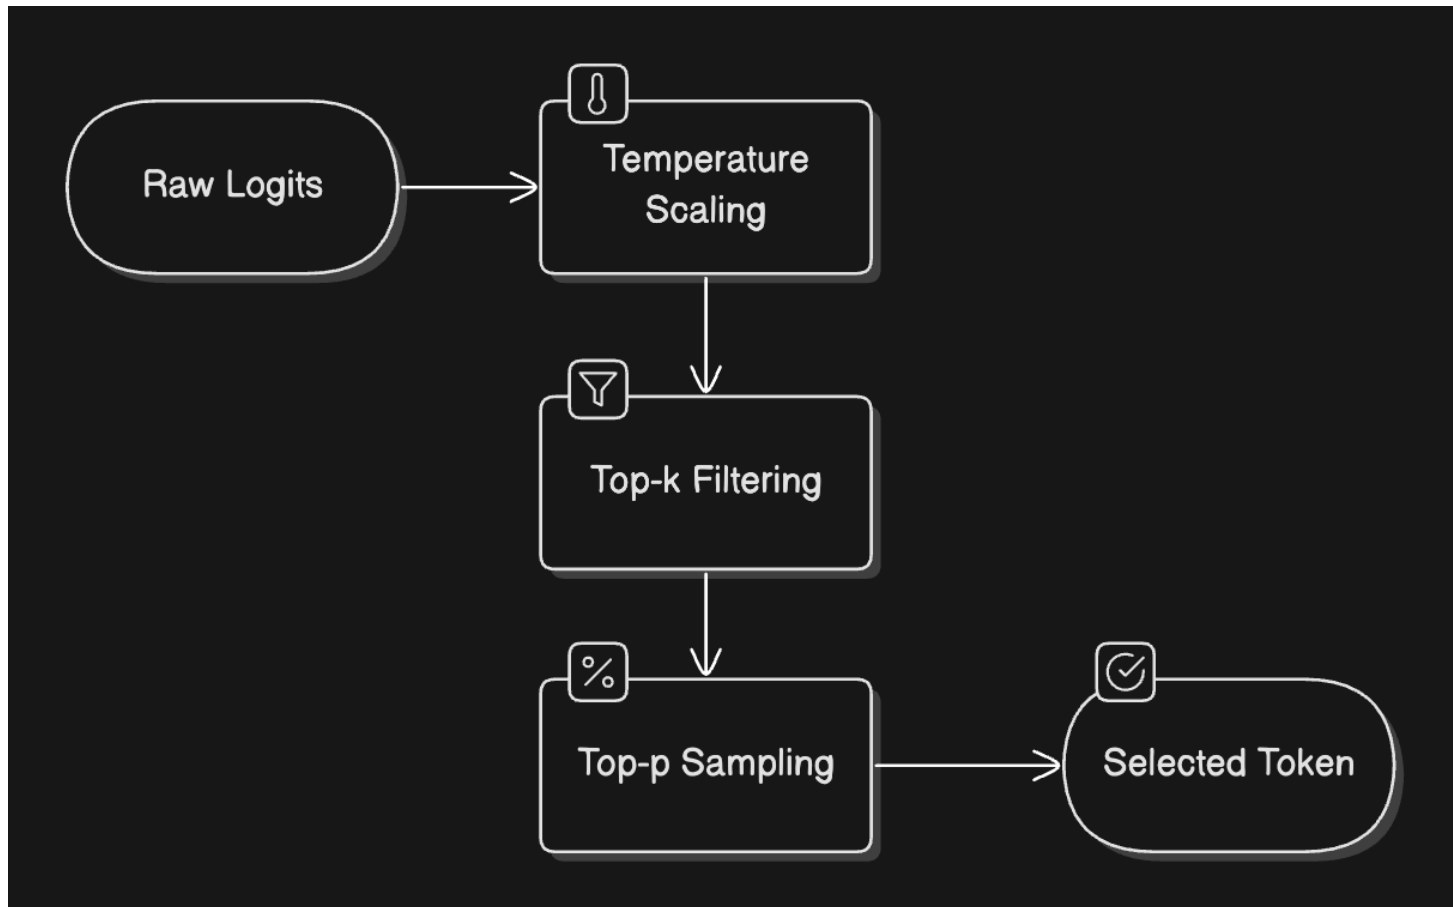 Raw Logits
Temperature
Scaling
Top-k Filtering
Top-p Sampling
Selected Token